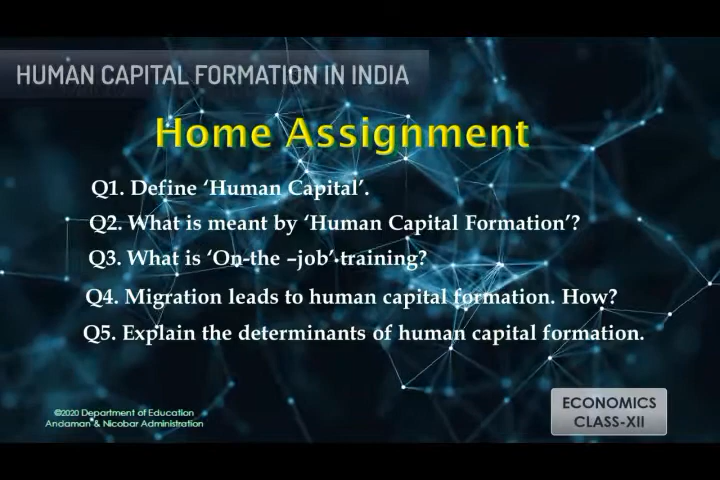 HUMAN CAPITAL FORMATION IN INDIA
Home Assignment
Q1. Define ‘Human Capital’.
Q2. What is meant by ‘Human Capital Formation’?
Q3. What is ‘On-the –job’ training?
Q4. Migration leads to human capital formation. How?
Q5. Explain the determinants of human capital formation.
©2020 Department of Education
Andaman & Nicobar Administration
ECONOMICS
CLASS-XII